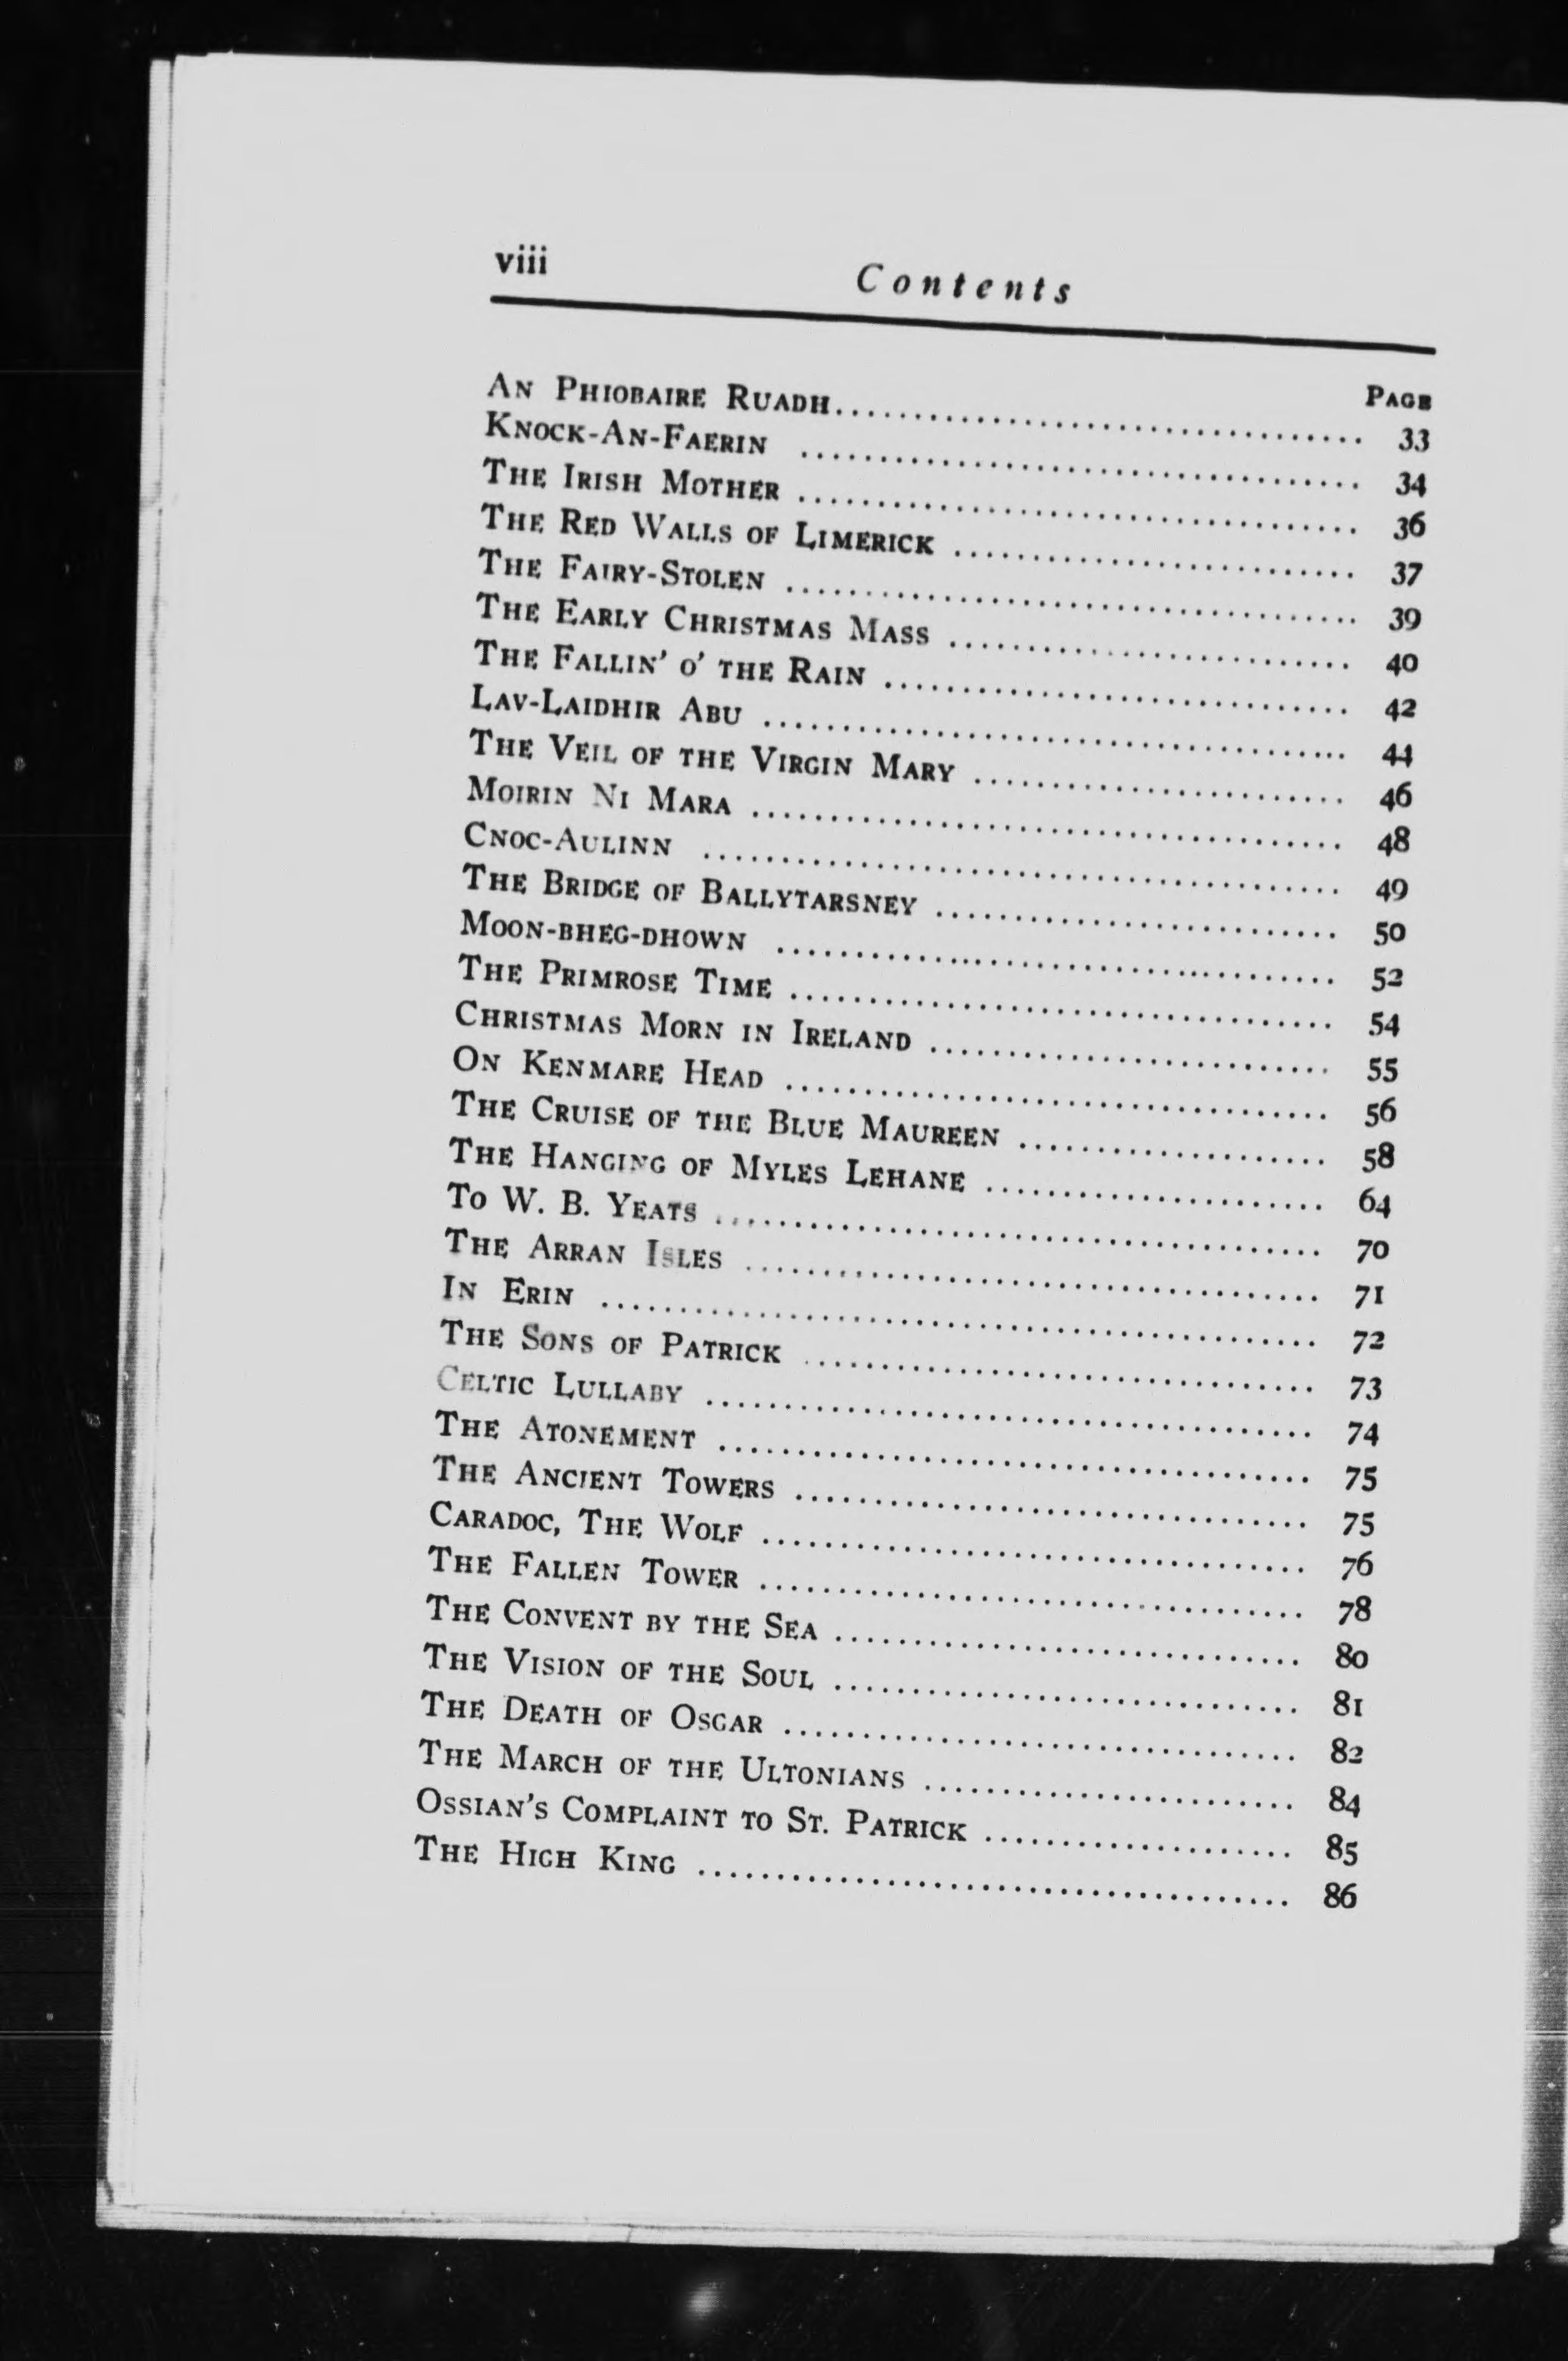 viii
Contents
PAGE
AN PHIOBAIRE RUADH.................................. 33
KNOCK-AN-FAERIN .................................... 34
THE IRISH MOTHER .................................... 36
THE RED WALLS OF LIMERICK .......................... 37
THE FAIRY-STOLEN ..................................... 39
THE EARLY CHRISTMAS MASS .......................... 40
THE FALLIN' O' THE RAIN .............................. 42
LAV-LAIDHIR ABU ...................................... 44
THE VEIL OF THE VIRGIN MARY ........................ 46
MOIRIN NI MARA ...................................... 48
CNOC-AULINN ......................................... 49
THE BRIDGE OF BALLYTARSNEY .......................... 50
MOON-BHEG-DHOWN .................................... 52
THE PRIMROSE TIME ................................... 54
CHRISTMAS MORN IN IRELAND .......................... 55
ON KENMARE HEAD ................................... 56
THE CRUISE OF THE BLUE MAUREEN .................... 58
THE HANGING OF MYLES LEHANE ...................... 64
TO W. B. YEATS ....................................... 70
THE ARRAN ISLES ..................................... 71
IN ERIN .............................................. 72
THE SONS OF PATRICK ................................. 73
CELTIC LULLABY ....................................... 74
THE ATONEMENT ...................................... 75
THE ANCIENT TOWERS ................................. 75
CARADOC, THE WOLF ................................... 76
THE FALLEN TOWER ................................... 78
THE CONVENT BY THE SEA .............................. 80
THE VISION OF THE SOUL .............................. 81
THE DEATH OF OSCAR ................................. 82
THE MARCH OF THE ULTONIANS ........................ 84
OSSIAN'S COMPLAINT TO ST. PATRICK .................... 85
THE HIGH KING ...................................... 86